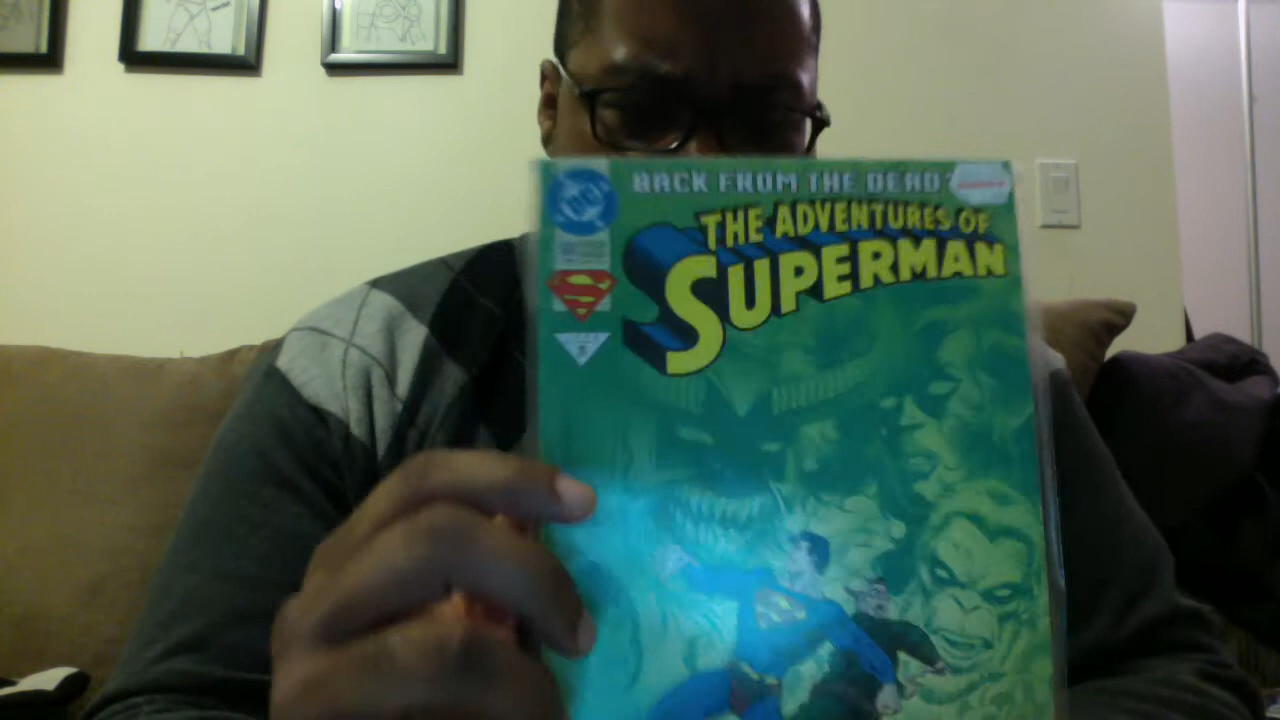 BACK FROM THE DEAD?
DC
THE ADVENTURES OF
SUPERMAN
S